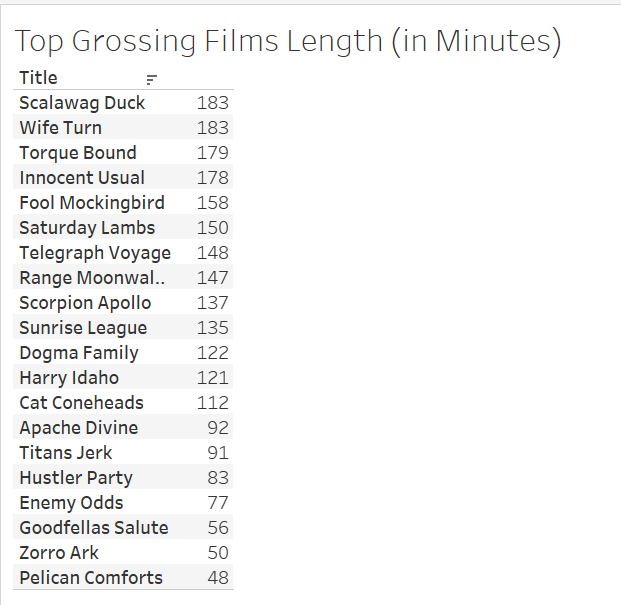 Top Grossing Films Length (in Minutes)
Title
Scalawag Duck 183
Wife Turn 183
Torque Bound 179
Innocent Usual 178
Fool Mockingbird 158
Saturday Lambs 150
Telegraph Voyage 148
Range Moonwal.. 147
Scorpion Apollo 137
Sunrise League 135
Dogma Family 122
Harry Idaho 121
Cat Coneheads 112
Apache Divine 92
Titans Jerk 91
Hustler Party 83
Enemy Odds 77
Goodfellas Salute 56
Zorro Ark 50
Pelican Comforts 48